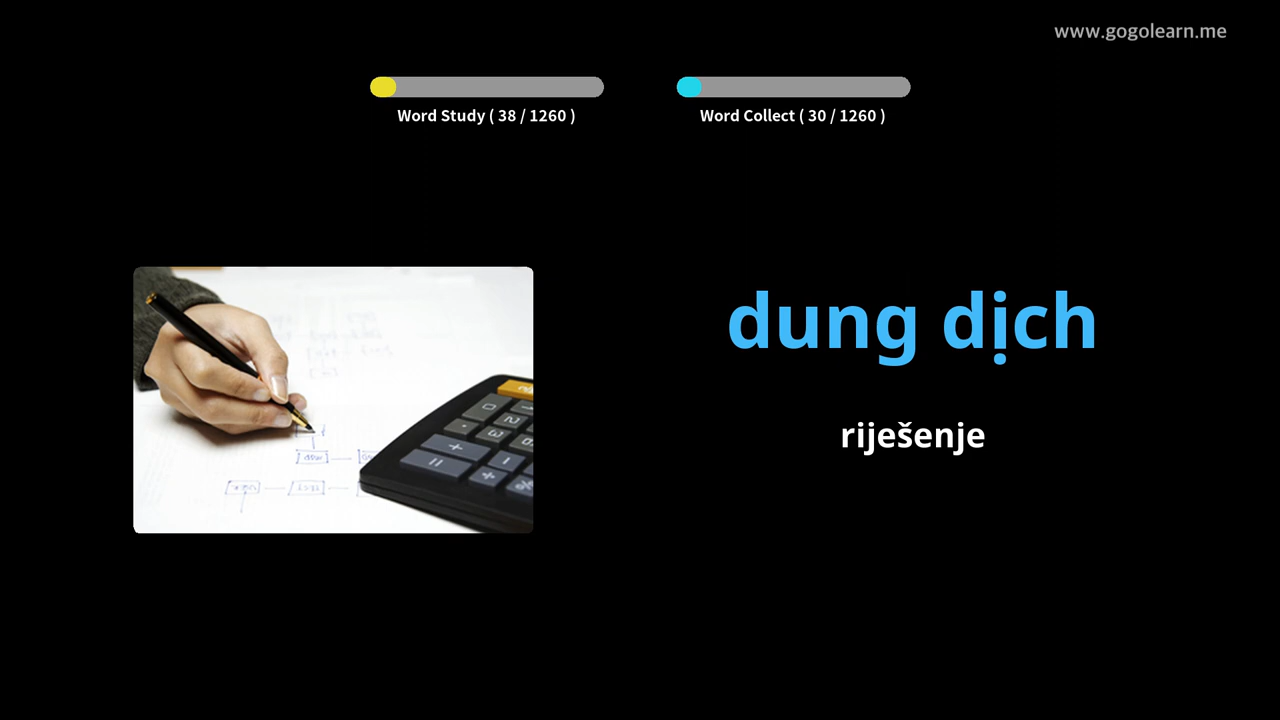 www.gogolearn.me
Word Study ( 38 / 1260 )
Word Collect ( 30 / 1260 )
dung dịch
riješenje